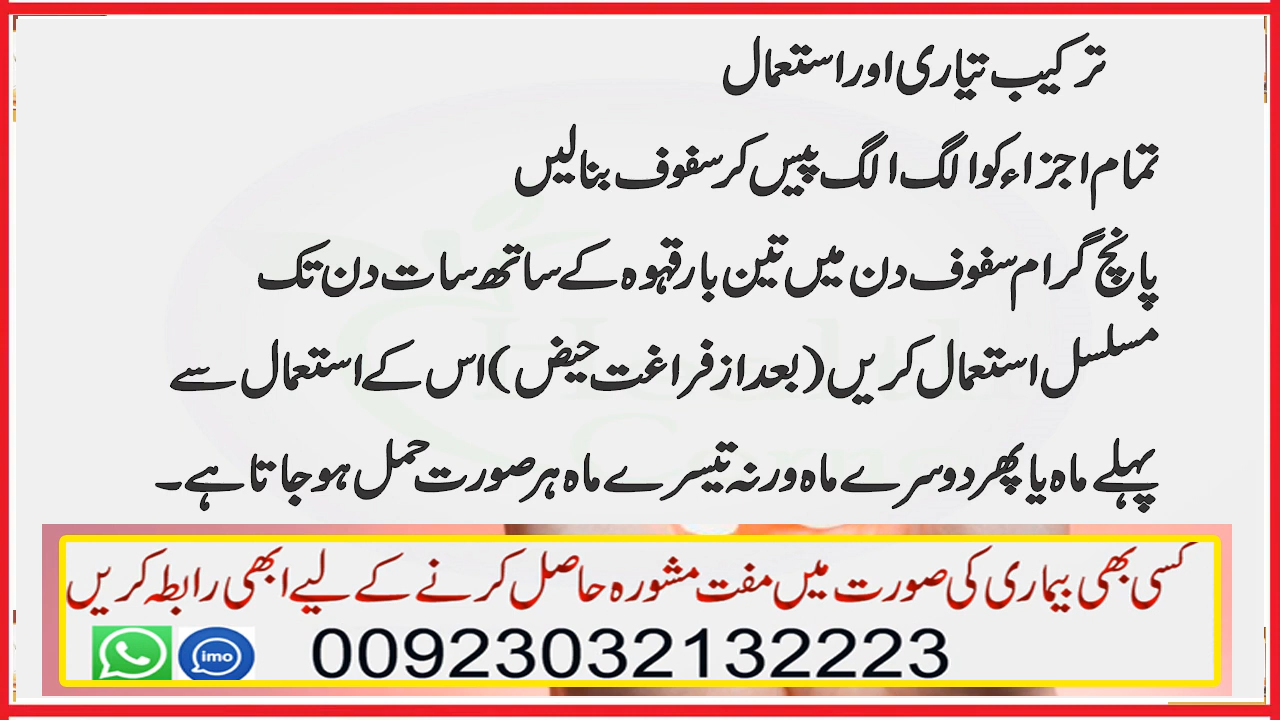 ترکیب تیاری اور استعمال
تمام اجزاء کو الگ الگ پیس کر سفوف بنالیں
پانچ گرام سفوف دن میں تین بار قہوہ کے ساتھ سات دن تک
مسلسل استعمال کریں (بعد از فراغت حیض) اس کے استعمال سے
پہلے ماہ یا پھر دوسرے ماہ ورنہ تیسرے ماہ ہر صورت حمل ہو جاتا ہے۔
کسی بھی بیماری کی صورت میں مفت مشورہ حاصل کرنے کے لیے ابھی رابطہ کریں
imo 00923032132223